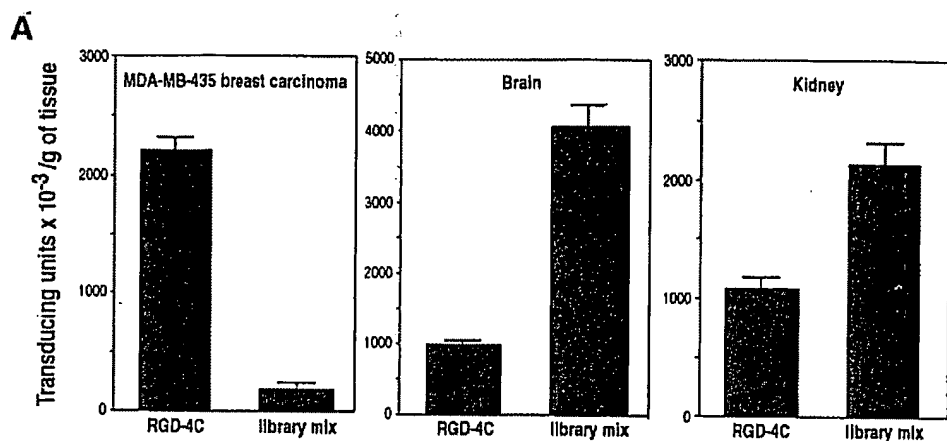 A
Transducing units x 10-3 /g of tissue
3000
2000
1000
0
MDA-MB-435 breast carcinoma
RGD-4C library mix
5000
4000
3000
2000
1000
0
Brain
RGD-4C library mix
3000
2000
1000
0
Kidney
RGD-4C library mix